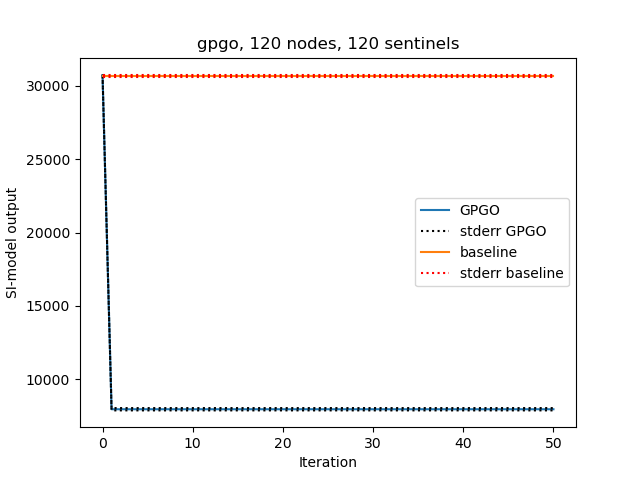 gpgo, 120 nodes, 120 sentinels
SI-model output
30000
25000
20000
15000
10000
GPGO
stderr GPGO
baseline
stderr baseline
0 10 20 30 40 50
Iteration